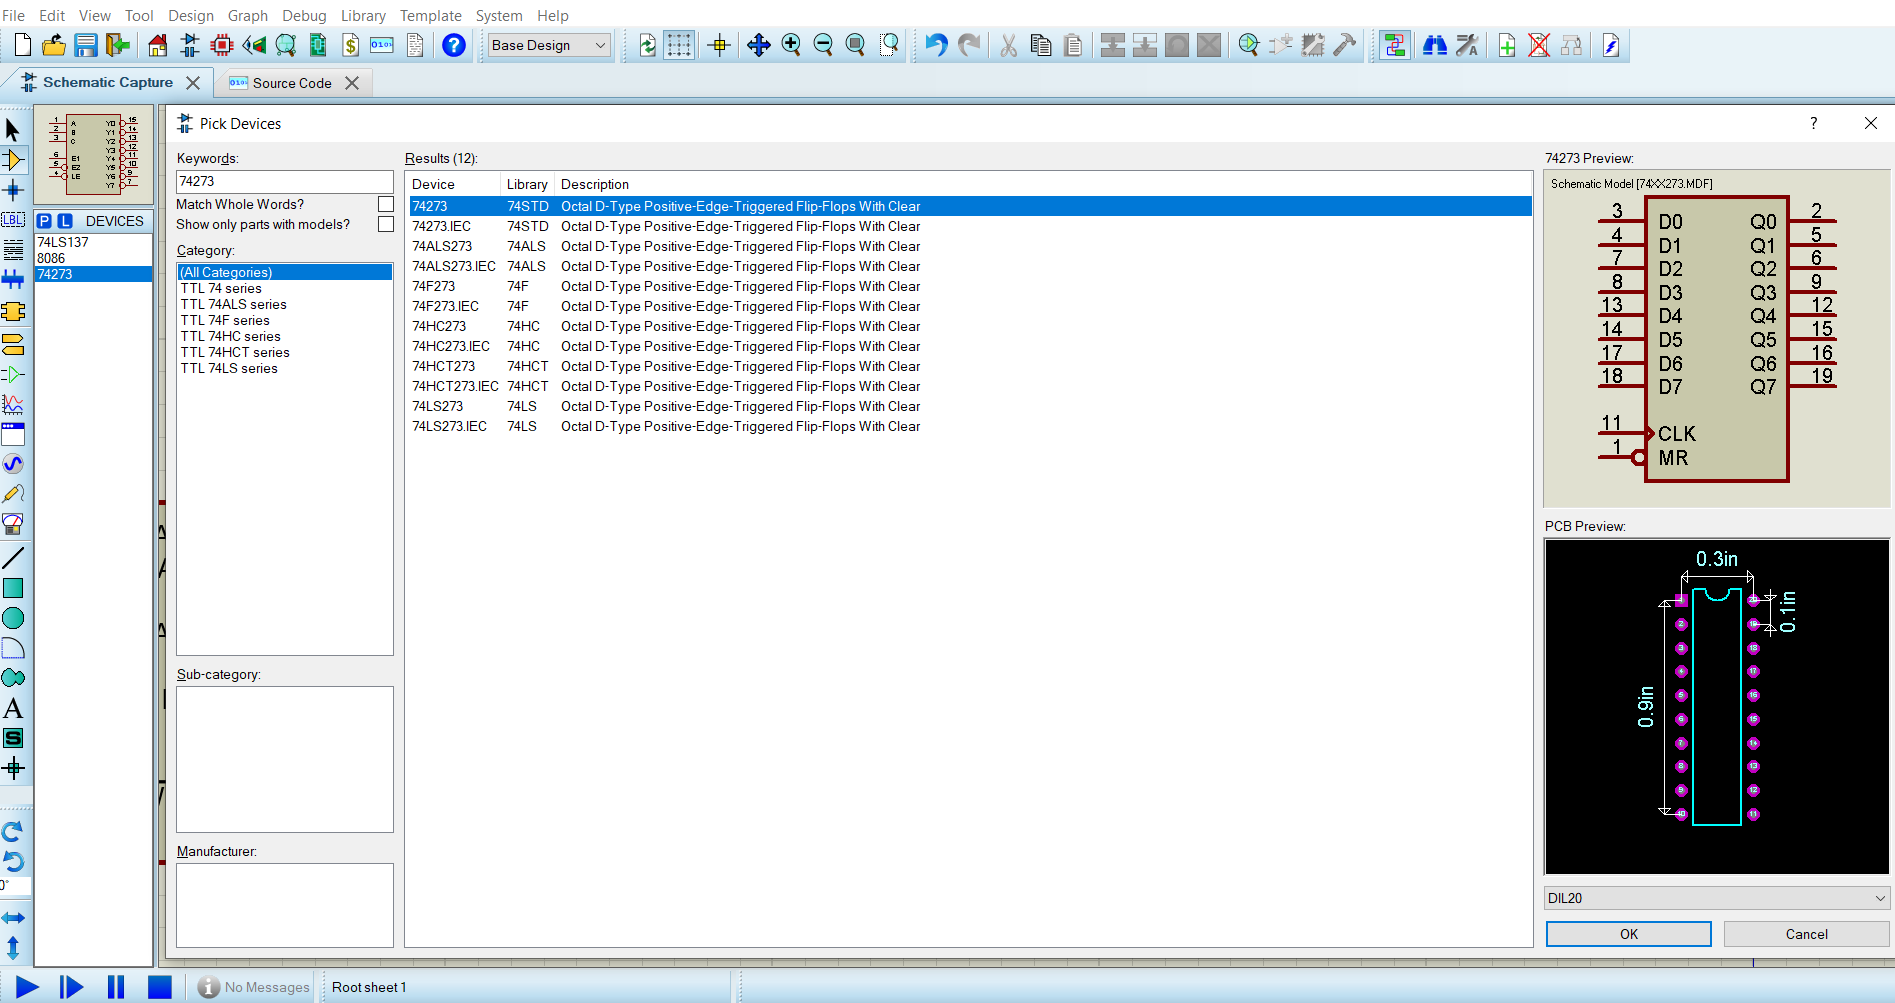 File Edit View Tool Design Graph Debug Library Template System Help
Base Design
Schematic Capture
Source Code
Pick Devices
?
Keywords:
74273
Match Whole Words?
Show only parts with models?
Category:
(All Categories)
TTL 74 series
TTL 74ALS series
TTL 74F series
TTL 74HC series
TTL 74HCT series
TTL 74LS series
Sub-category:
Manufacturer:
P L DEVICES
74LS137
8086
74273
Results (12):
Device Library Description
74273 74STD Octal D-Type Positive-Edge-Triggered Flip-Flops With Clear
74273.IEC 74STD Octal D-Type Positive-Edge-Triggered Flip-Flops With Clear
74ALS273 74ALS Octal D-Type Positive-Edge-Triggered Flip-Flops With Clear
74ALS273.IEC 74ALS Octal D-Type Positive-Edge-Triggered Flip-Flops With Clear
74F273 74F Octal D-Type Positive-Edge-Triggered Flip-Flops With Clear
74F273.IEC 74F Octal D-Type Positive-Edge-Triggered Flip-Flops With Clear
74HC273 74HC Octal D-Type Positive-Edge-Triggered Flip-Flops With Clear
74HC273.IEC 74HC Octal D-Type Positive-Edge-Triggered Flip-Flops With Clear
74HCT273 74HCT Octal D-Type Positive-Edge-Triggered Flip-Flops With Clear
74HCT273.IEC 74HCT Octal D-Type Positive-Edge-Triggered Flip-Flops With Clear
74LS273 74LS Octal D-Type Positive-Edge-Triggered Flip-Flops With Clear
74LS273.IEC 74LS Octal D-Type Positive-Edge-Triggered Flip-Flops With Clear
74273 Preview:
Schematic Model [74XX273.MDF]
3 D0 Q0 2
4 D1 Q1 5
7 D2 Q2 6
8 D3 Q3 9
13 D4 Q4 12
14 D5 Q5 15
17 D6 Q6 16
18 D7 Q7 19
11 CLK
1 MR
PCB Preview:
0.3in
0.1in
0.9in
DIL20
OK Cancel
No Messages
Root sheet 1